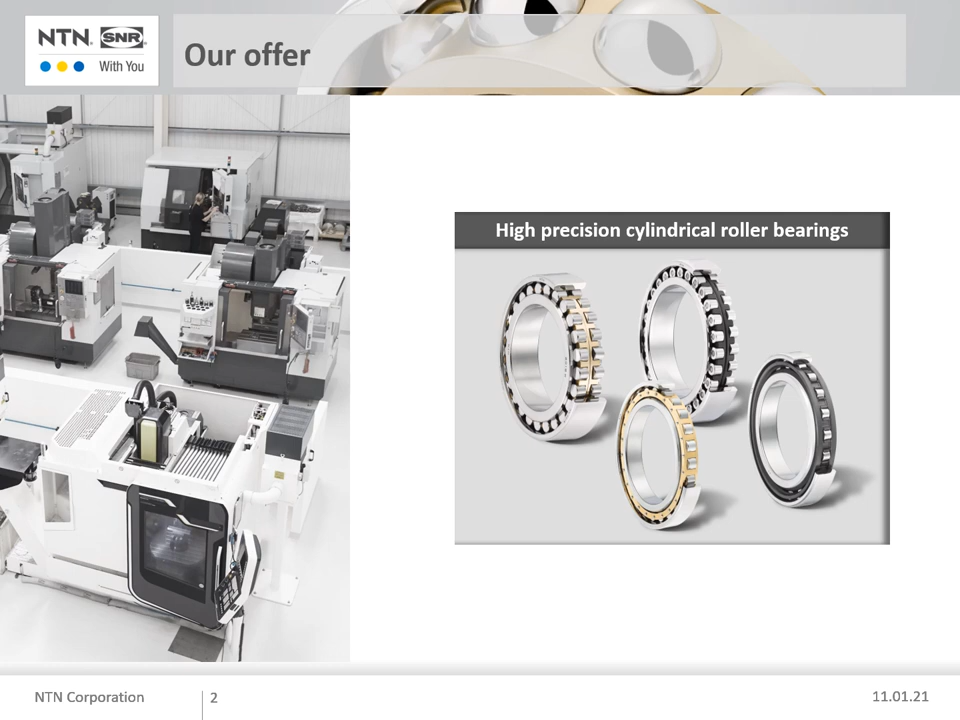 NTN. SNR.
With You
Our offer
High precision cylindrical roller bearings
NTN Corporation
2
11.01.21